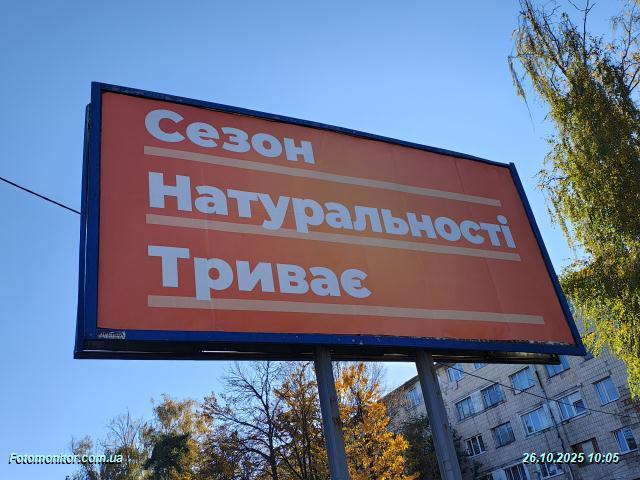 Сезон
Натуральності
Триває
Fotomonitor.com.ua
26.10.2025 10:05